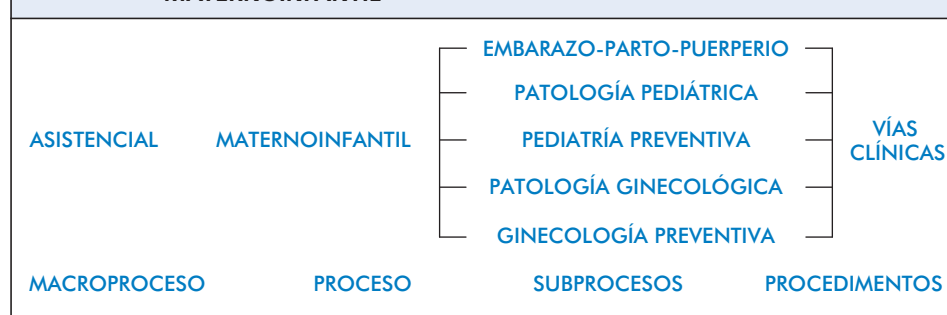 EMBARAZO-PARTO-PUERPERIO
PATOLOGÍA PEDIÁTRICA
ASISTENCIAL MATERNOINFANTIL PEDIATRÍA PREVENTIVA VÍAS CLÍNICAS
PATOLOGÍA GINECOLÓGICA
GINECOLOGÍA PREVENTIVA
MACROPROCESO PROCESO SUBPROCESOS PROCEDIMENTOS